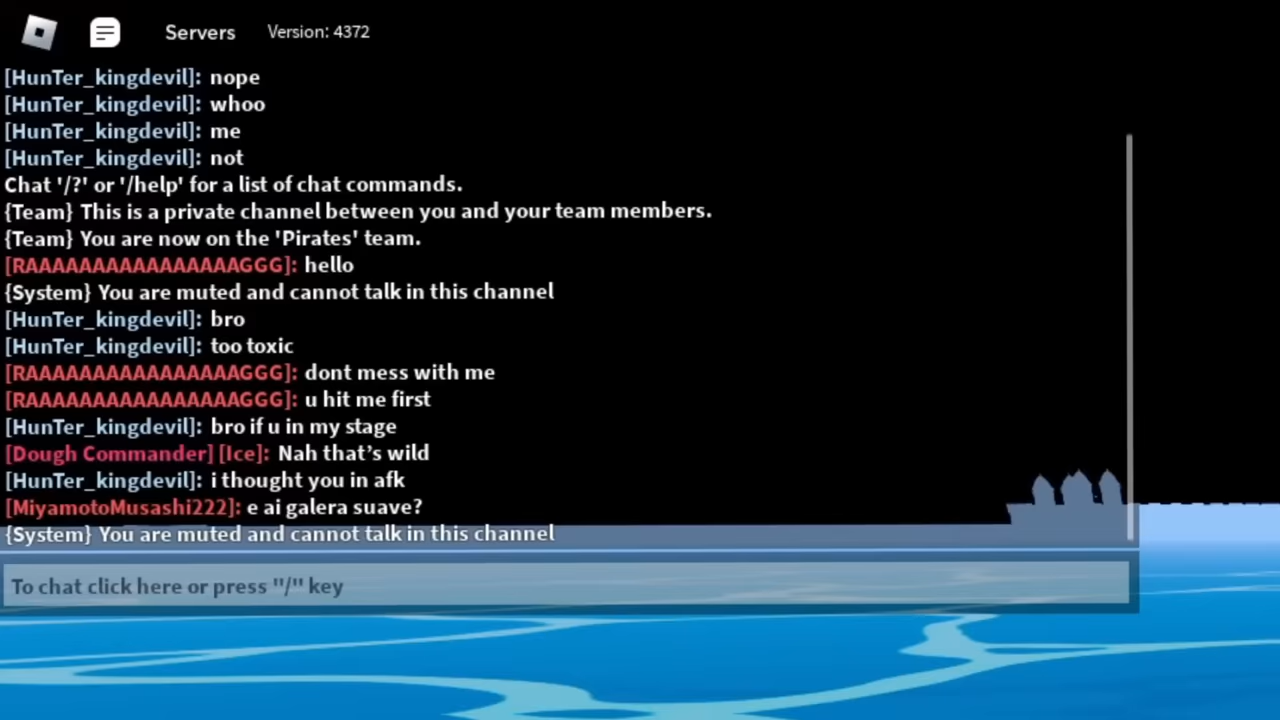 Servers Version: 4372
[HunTer_kingdevil]: nope
[HunTer_kingdevil]: whoo
[HunTer_kingdevil]: me
[HunTer_kingdevil]: not
Chat '/?' or '/help' for a list of chat commands.
{Team} This is a private channel between you and your team members.
{Team} You are now on the 'Pirates' team.
[RAAAAAAAAAAAAAAAAGGG]: hello
{System} You are muted and cannot talk in this channel
[HunTer_kingdevil]: bro
[HunTer_kingdevil]: too toxic
[RAAAAAAAAAAAAAAAAGGG]: dont mess with me
[RAAAAAAAAAAAAAAAAGGG]: u hit me first
[HunTer_kingdevil]: bro if u in my stage
[Dough Commander] [Ice]: Nah that’s wild
[HunTer_kingdevil]: i thought you in afk
[MiyamotoMusashi222]: e ai galera suave?
{System} You are muted and cannot talk in this channel
To chat click here or press "/" key